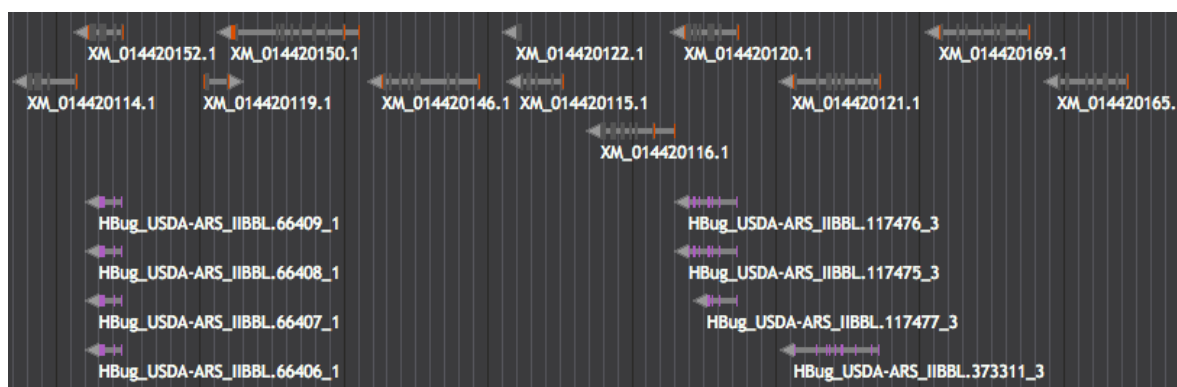 XM_014420152.1 XM_014420150.1 XM_014420122.1 XM_014420120.1 XM_014420169.1
XM_014420114.1 XM_014420119.1 XM_014420146.1 XM_014420115.1 XM_014420121.1 XM_014420165.
XM_014420116.1
HBug_USDA-ARS_IIBBL.66409_1 HBug_USDA-ARS_IIBBL.117476_3
HBug_USDA-ARS_IIBBL.66408_1 HBug_USDA-ARS_IIBBL.117475_3
HBug_USDA-ARS_IIBBL.66407_1 HBug_USDA-ARS_IIBBL.117477_3
HBug_USDA-ARS_IIBBL.66406_1 HBug_USDA-ARS_IIBBL.373311_3